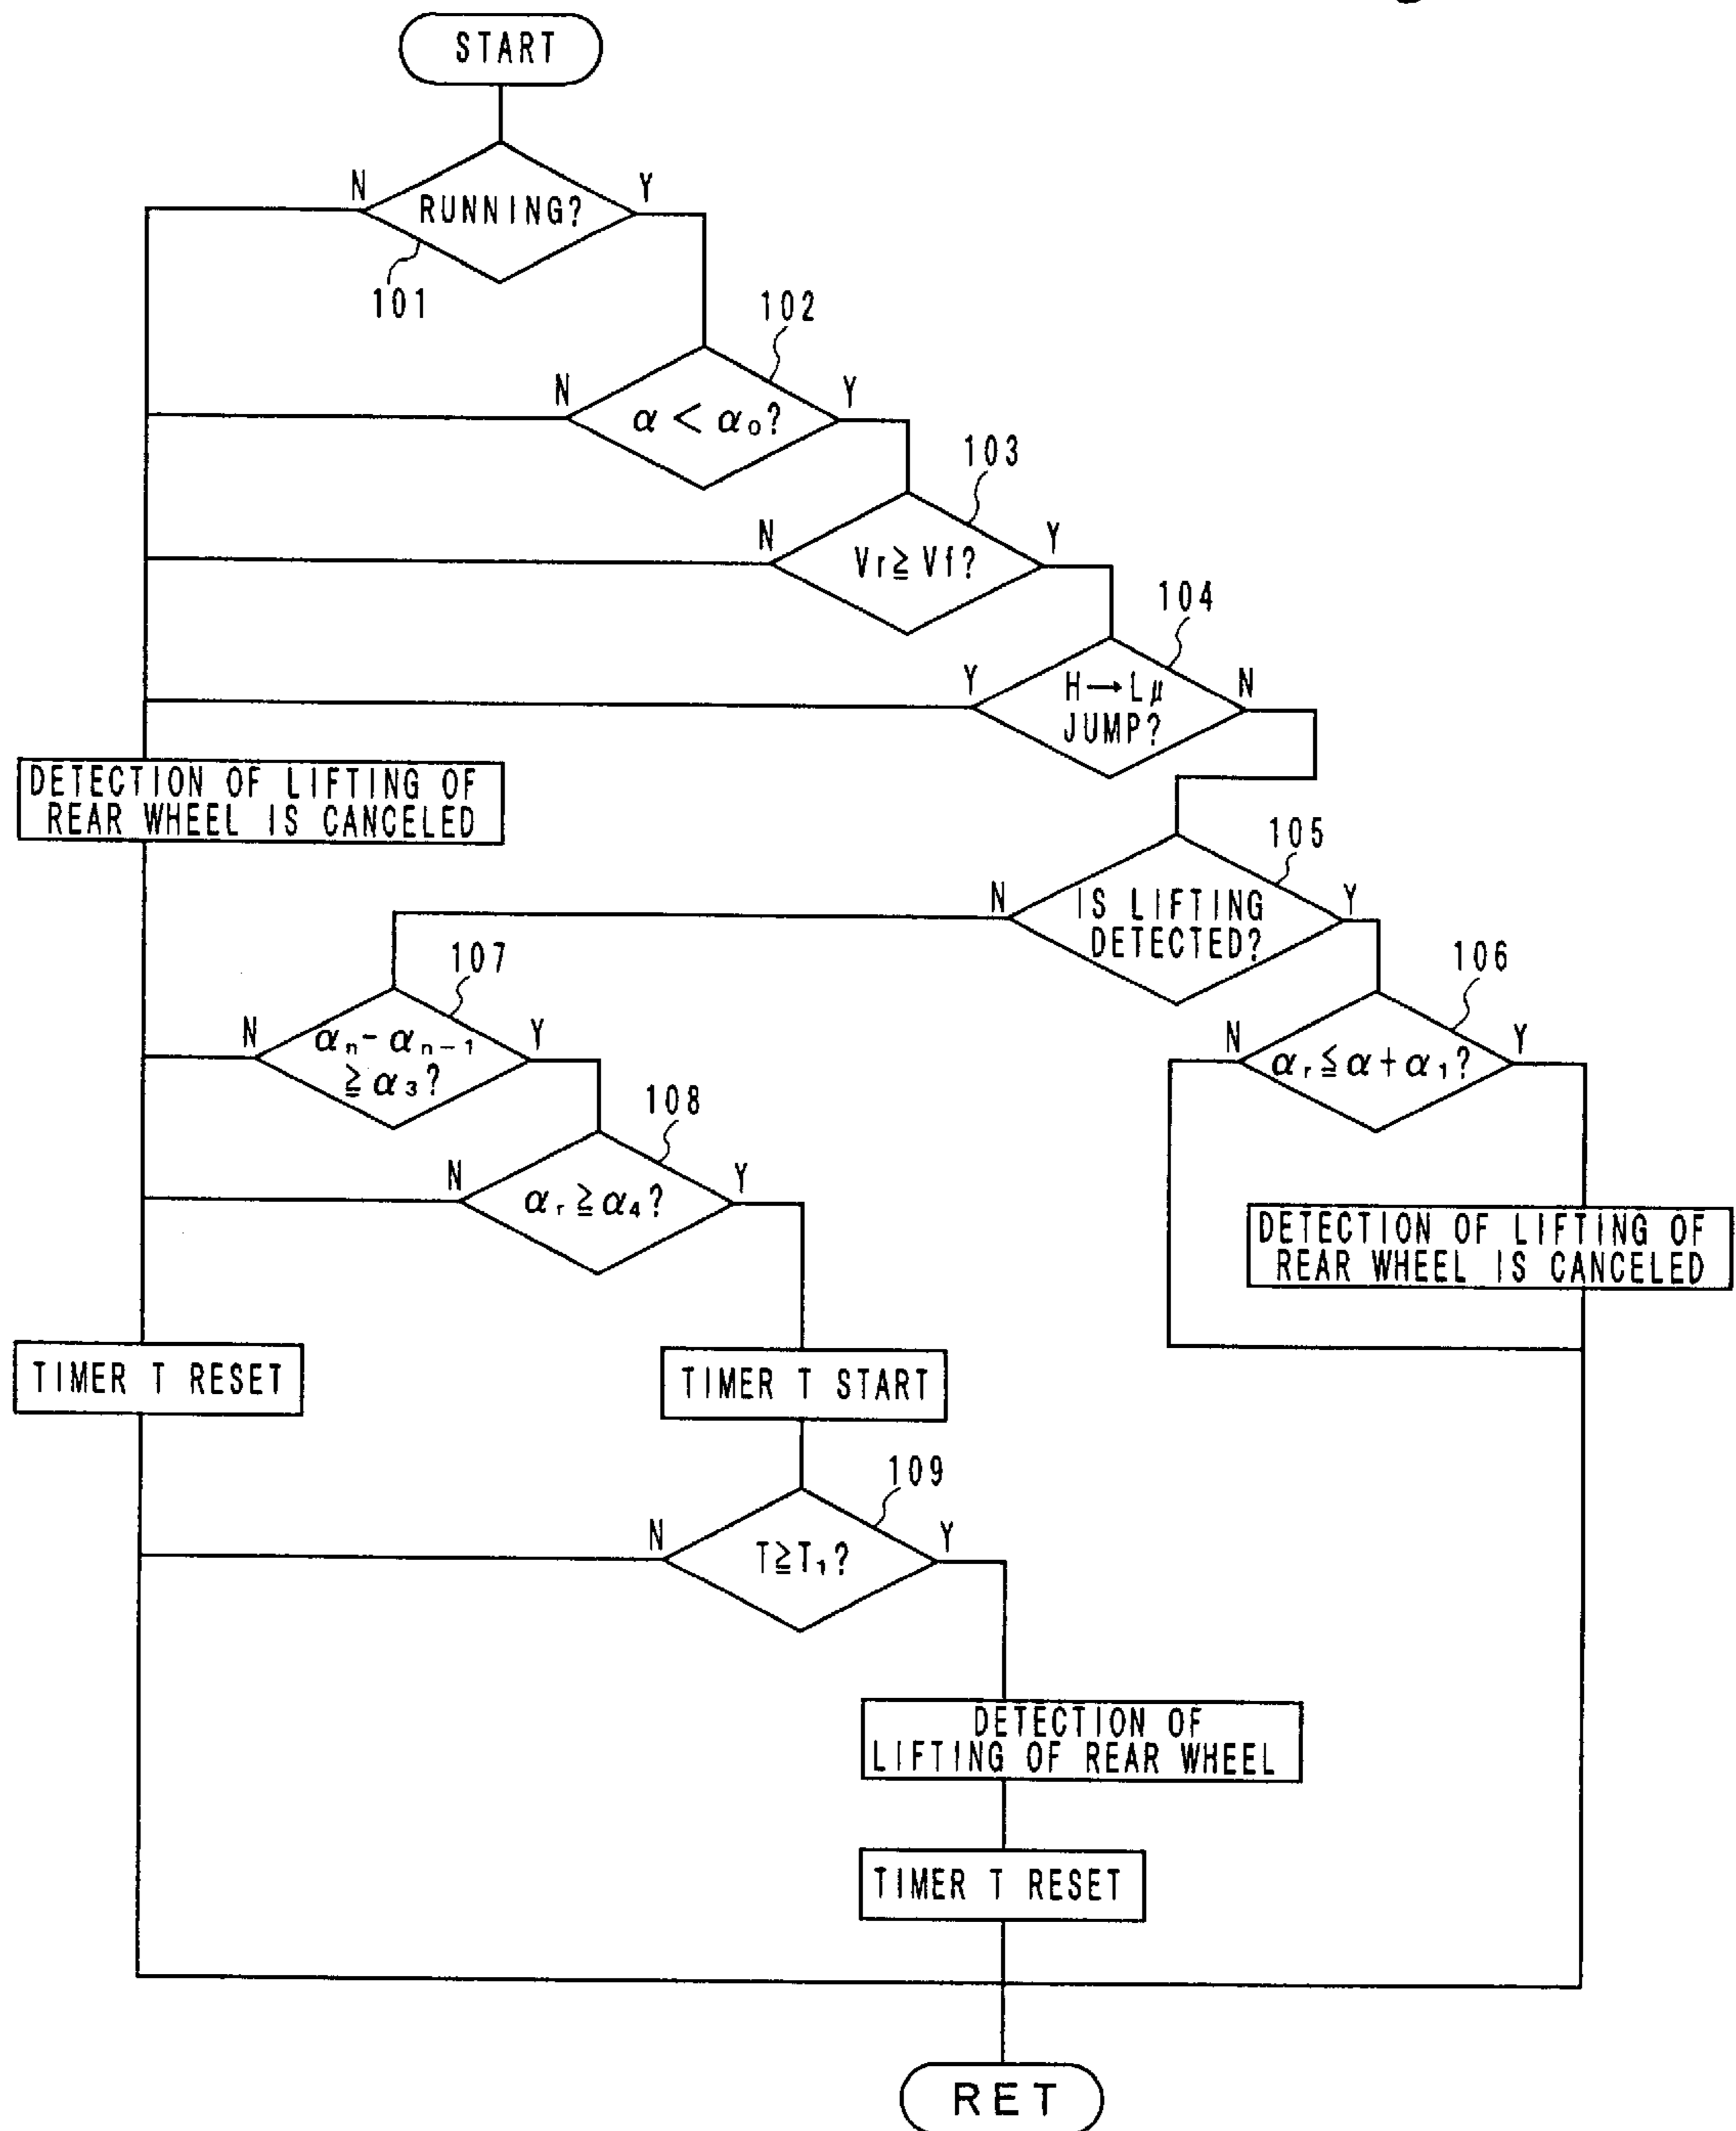 START
N
Y
RUNNING?
101
102
N
Y
α < α₀?
103
N
Y
Vr≧Vf?
104
Y
N
H→Lμ
JUMP?
DETECTION OF LIFTING OF
REAR WHEEL IS CANCELED
105
N
Y
IS LIFTING
DETECTED?
107
106
N
Y
αₙ-αₙ₋₁
≧α₃?
N
Y
αᵣ≦α+α₁?
108
N
Y
αᵣ≧α₄?
DETECTION OF LIFTING OF
REAR WHEEL IS CANCELED
TIMER T RESET
TIMER T START
109
N
Y
T≧T₁?
DETECTION OF
LIFTING OF REAR WHEEL
TIMER T RESET
RET